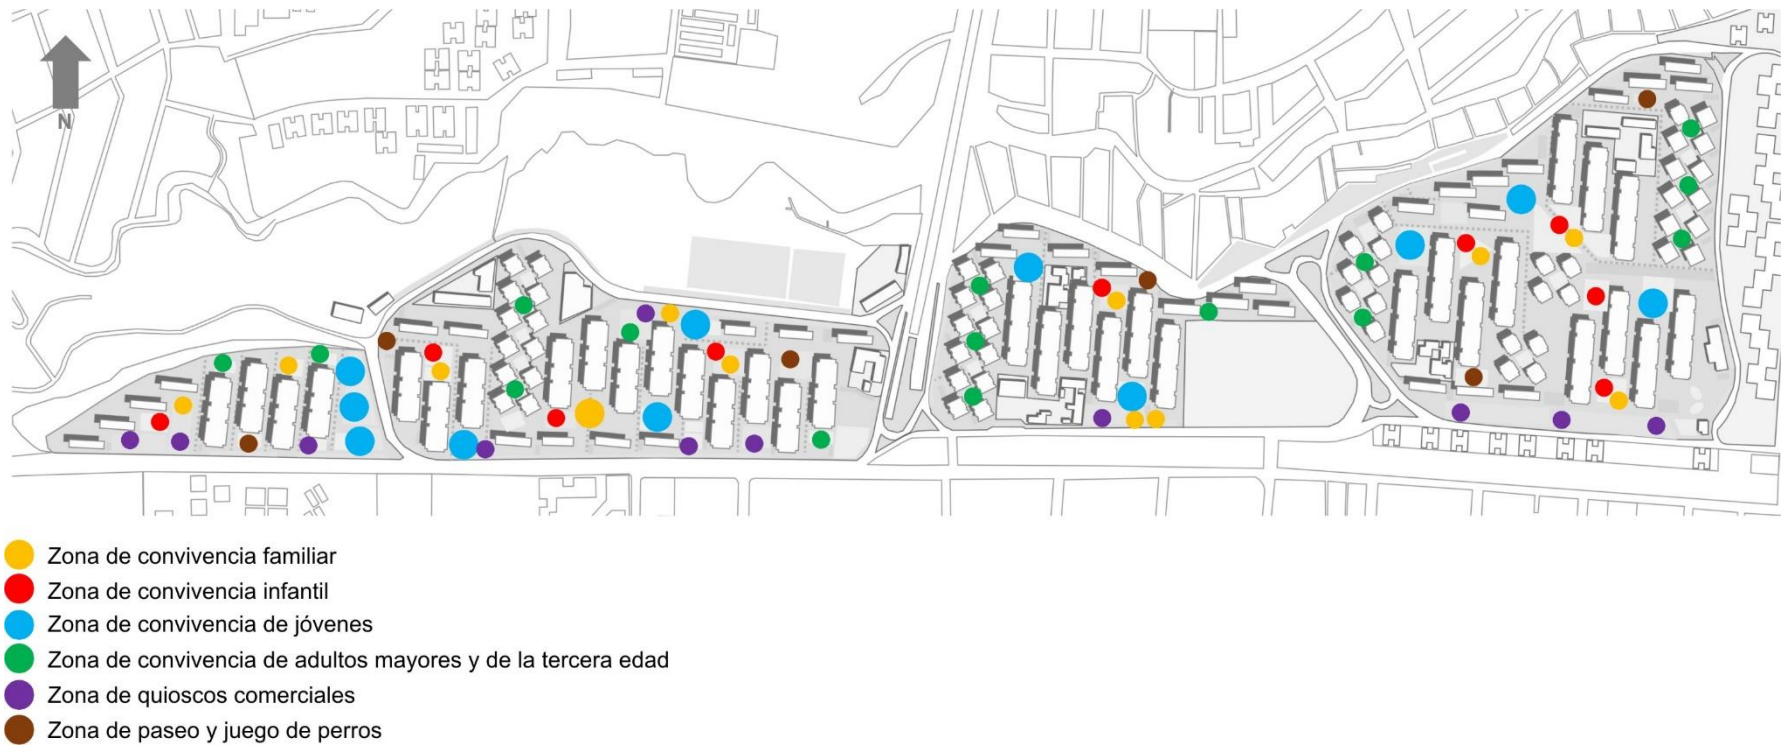 N
Zona de convivencia familiar
Zona de convivencia infantil
Zona de convivencia de jóvenes
Zona de convivencia de adultos mayores y de la tercera edad
Zona de quioscos comerciales
Zona de paseo y juego de perros